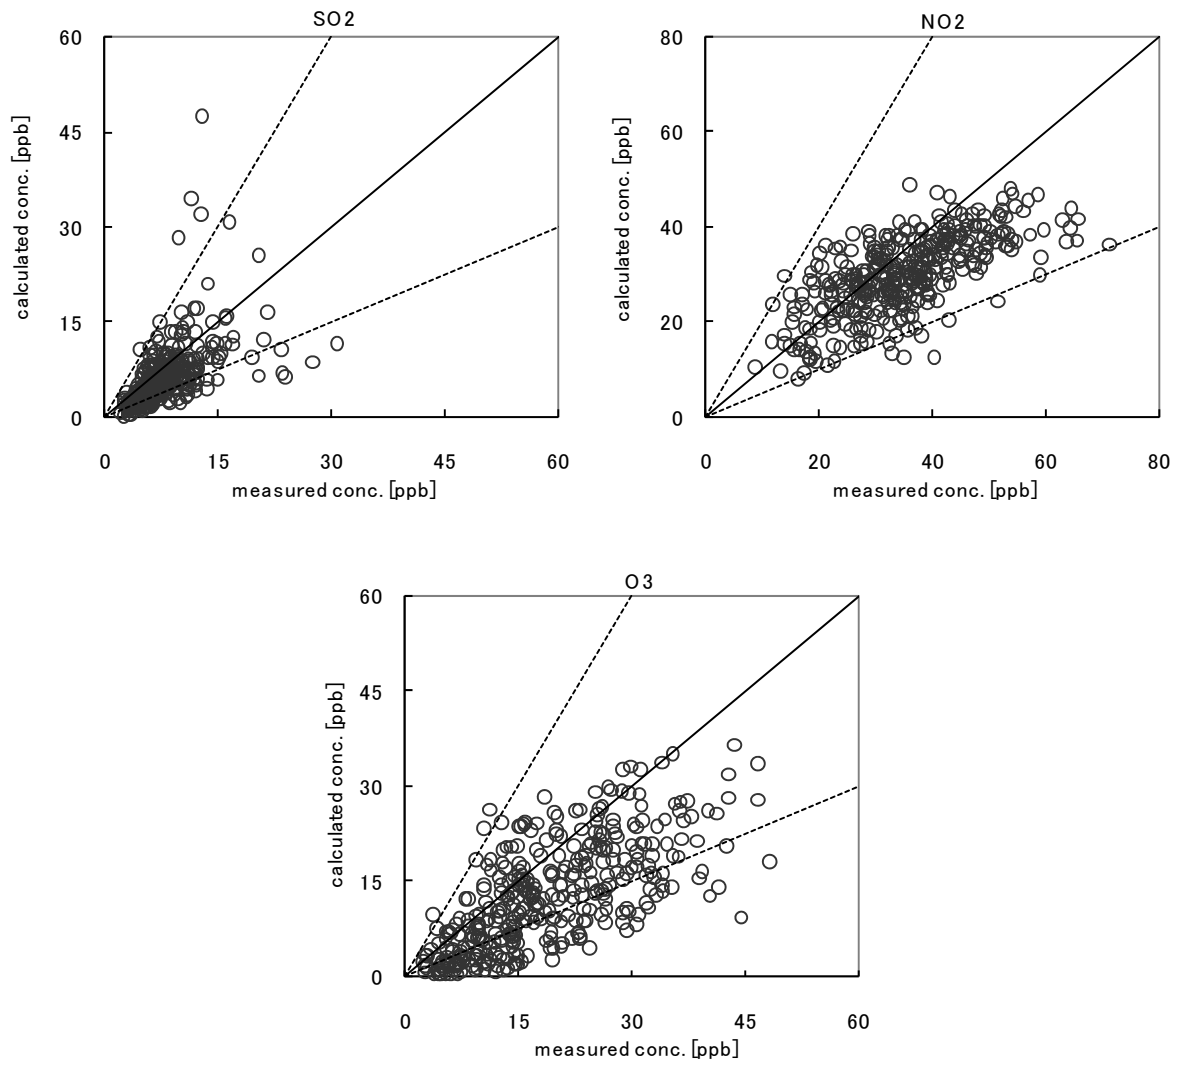 SO2
60
45
30
15
0
0 15 30 45 60
calculated conc. [ppb]
measured conc. [ppb]
NO2
80
60
40
20
0
0 20 40 60 80
calculated conc. [ppb]
measured conc. [ppb]
O3
60
45
30
15
0
0 15 30 45 60
calculated conc. [ppb]
measured conc. [ppb]